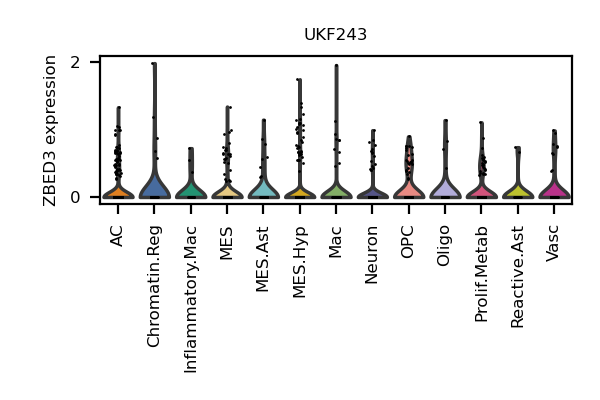 UKF243
ZBED3 expression
2
0
AC
Chromatin.Reg
Inflammatory.Mac
MES
MES.Ast
MES.Hyp
Mac
Neuron
OPC
Oligo
Prolif.Metab
Reactive.Ast
Vasc